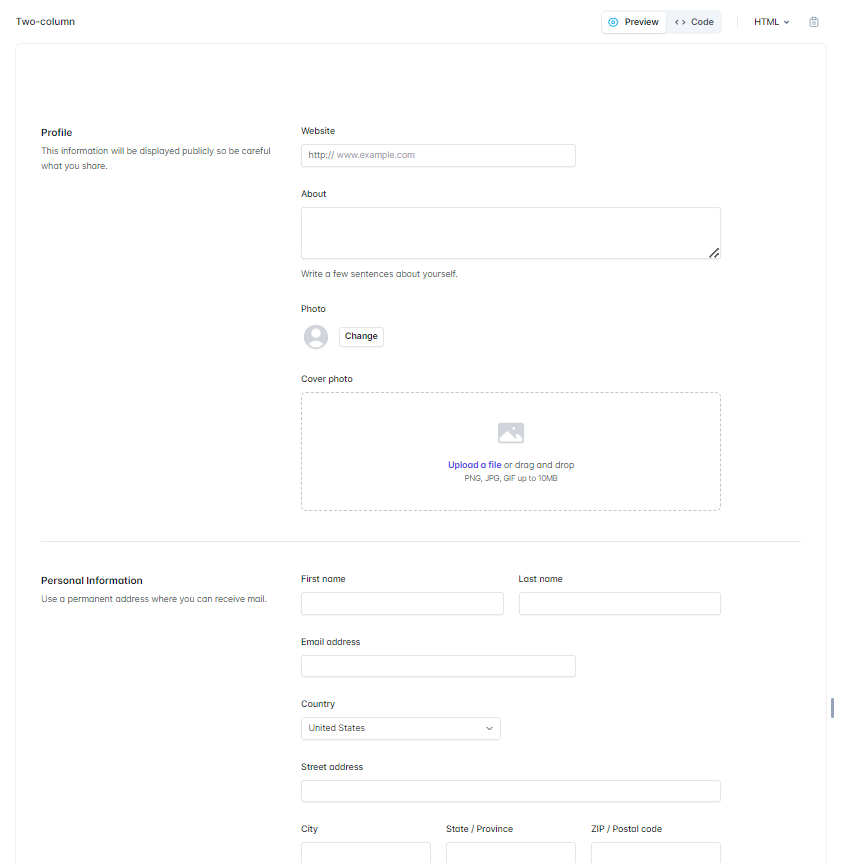 Two-column
Preview
Code
HTML
Profile
This information will be displayed publicly so be careful
what you share.
Website
http:// www.example.com
About
Write a few sentences about yourself.
Photo
Change
Cover photo
Upload a file or drag and drop
PNG, JPG, GIF up to 10MB
Personal Information
Use a permanent address where you can receive mail.
First name
Last name
Email address
Country
United States
Street address
City
State / Province
ZIP / Postal code